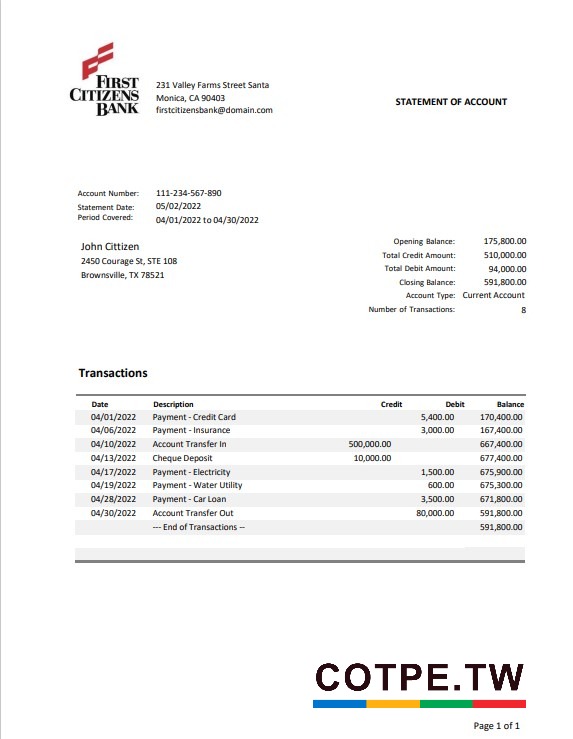 FIRST
CITIZENS
BANK
231 Valley Farms Street Santa
Monica, CA 90403
firstcitizensbank@domain.com
STATEMENT OF ACCOUNT
Account Number: 111-234-567-890
Statement Date: 05/02/2022
Period Covered: 04/01/2022 to 04/30/2022
John Cittizen
2450 Courage St, STE 108
Brownsville, TX 78521
Opening Balance: 175,800.00
Total Credit Amount: 510,000.00
Total Debit Amount: 94,000.00
Closing Balance: 591,800.00
Account Type: Current Account
Number of Transactions: 8
Transactions
Date Description Credit Debit Balance
04/01/2022 Payment - Credit Card 5,400.00 170,400.00
04/06/2022 Payment - Insurance 3,000.00 167,400.00
04/10/2022 Account Transfer In 500,000.00 667,400.00
04/13/2022 Cheque Deposit 10,000.00 677,400.00
04/17/2022 Payment - Electricity 1,500.00 675,900.00
04/19/2022 Payment - Water Utility 600.00 675,300.00
04/28/2022 Payment - Car Loan 3,500.00 671,800.00
04/30/2022 Account Transfer Out 80,000.00 591,800.00
--- End of Transactions -- 591,800.00
COTPE.TW
Page 1 of 1